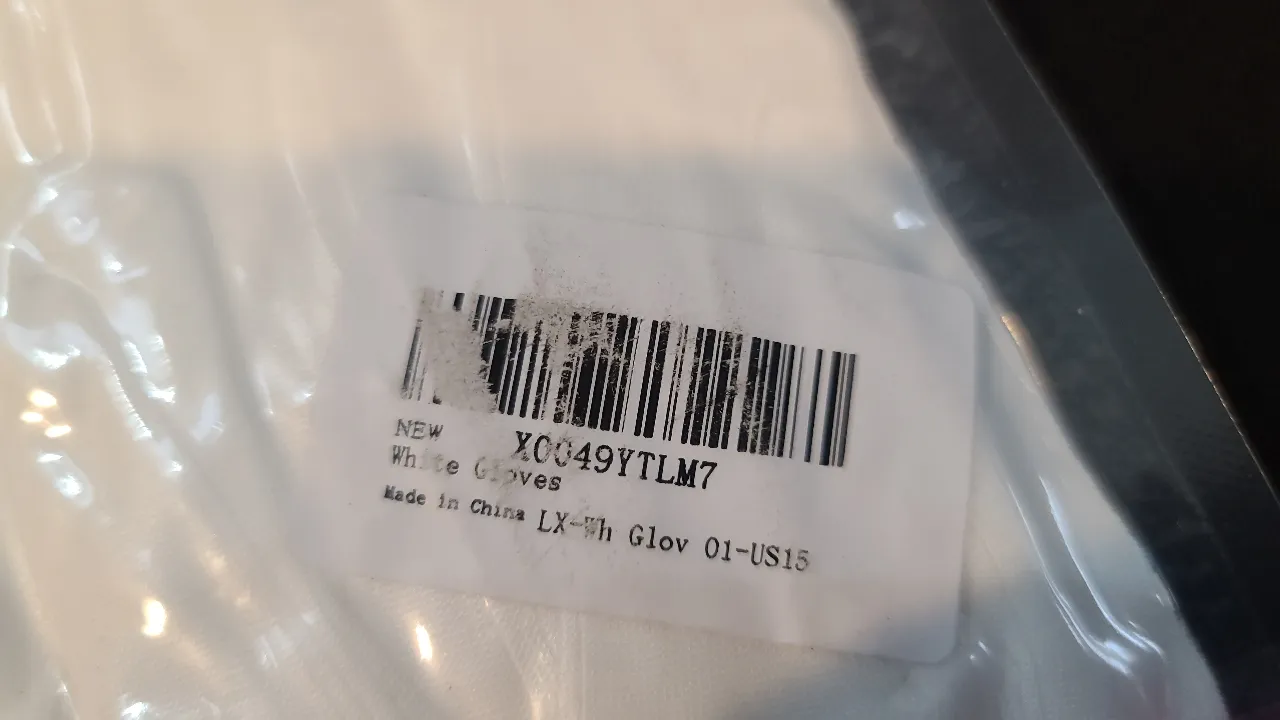 X0049YTLM7
NEW
White Gloves
Made in China LX-Wh Glov 01-US15